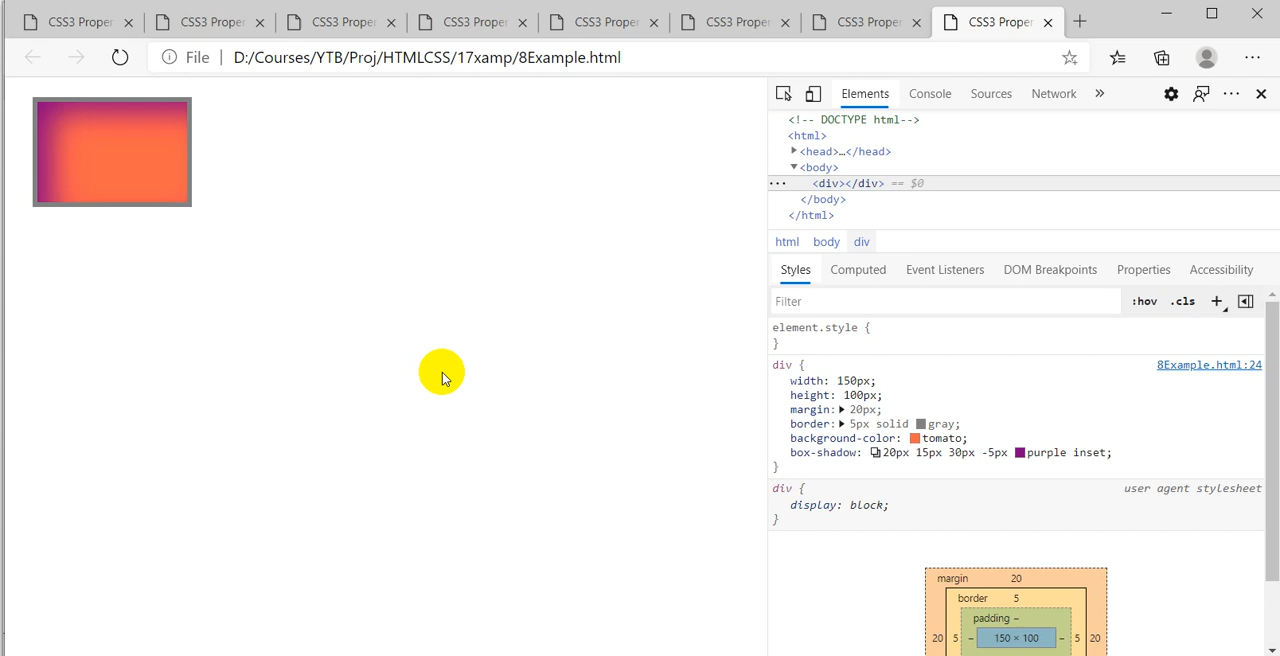 CSS3 Proper CSS3 Proper CSS3 Proper CSS3 Proper CSS3 Proper CSS3 Proper CSS3 Proper CSS3 Proper
File | D:/Courses/YTB/Proj/HTMLCSS/17xamp/8Example.html
Elements Console Sources Network
<!-- DOCTYPE html-->
<html>
<head>…</head>
<body>
<div></div> == $0
</body>
</html>
html body div
Styles Computed Event Listeners DOM Breakpoints Properties Accessibility
Filter :hov .cls
element.style {
}
div { 8Example.html:24
width: 150px;
height: 100px;
margin: 20px;
border: 5px solid gray;
background-color: tomato;
box-shadow: 20px 15px 30px -5px purple inset;
}
div { user agent stylesheet
display: block;
}
margin 20
border 5
padding –
20 5 – 150 × 100 – 5 20